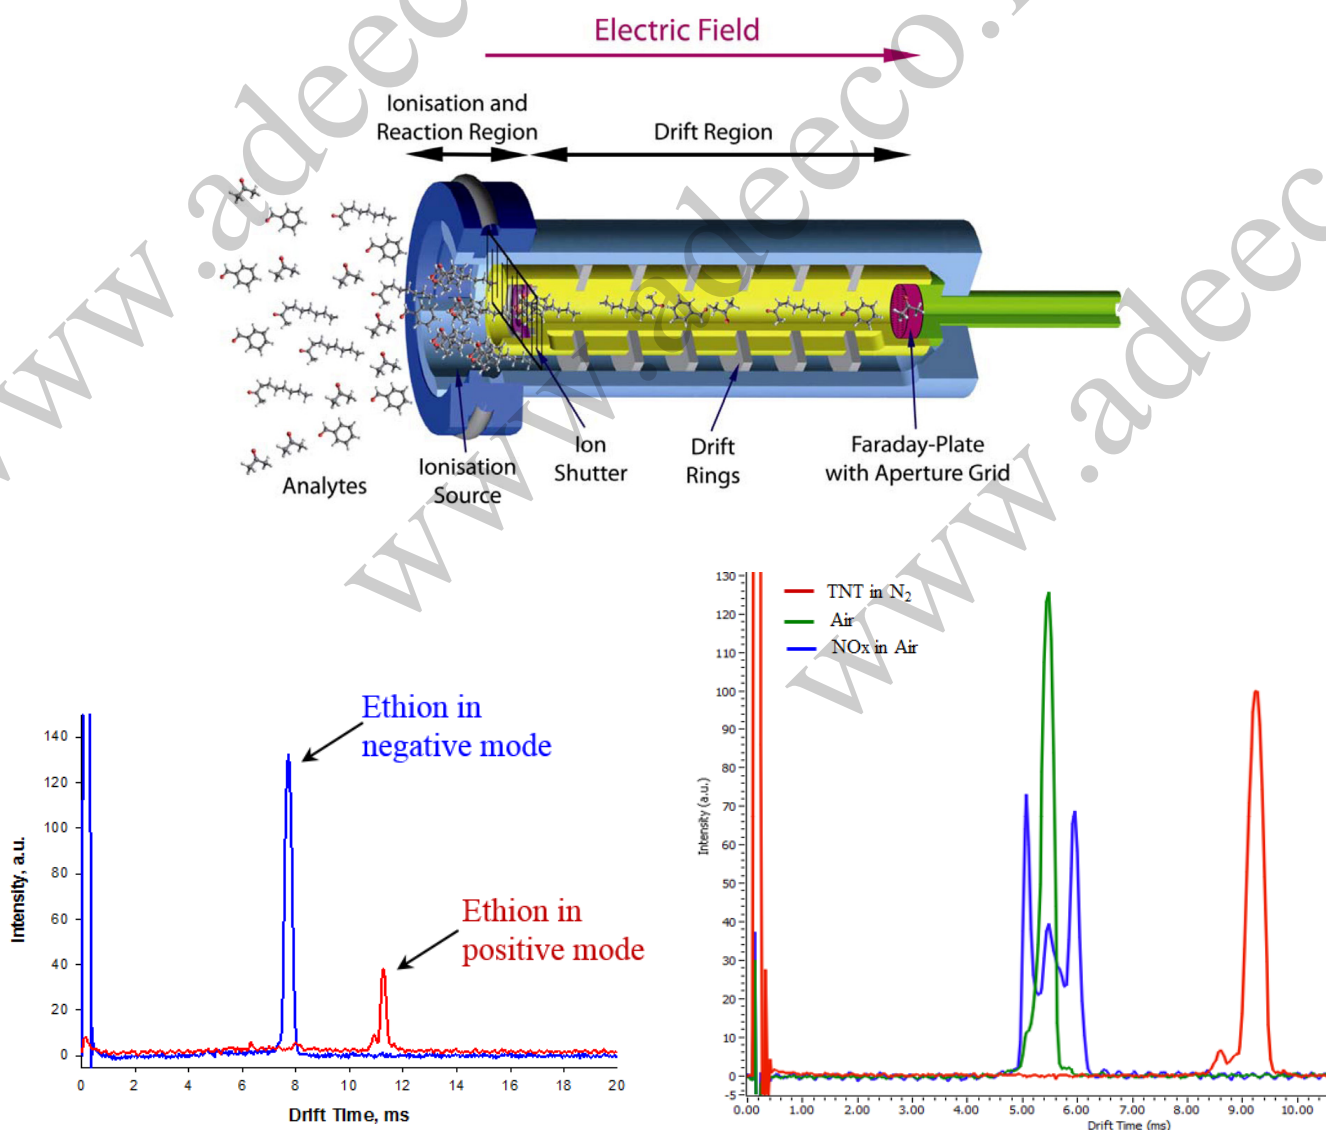 Electric Field
Ionisation and
Reaction Region
Drift Region
Analytes
Ionisation
Source
Ion
Shutter
Drift
Rings
Faraday-Plate
with Aperture Grid
Ethion in
negative mode
Ethion in
positive mode
Intensity, a.u.
140
120
100
80
60
40
20
0
0 2 4 6 8 10 12 14 16 18 20
Drift Time, ms
TNT in N₂
Air
NOx in Air
Intensity (a.u.)
130
120
110
100
90
80
70
60
50
40
30
20
10
0
-5
0.00 1.00 2.00 3.00 4.00 5.00 6.00 7.00 8.00 9.00 10.00
Drift Time (ms)
www.adeeco.
www.adeeco.
www.adeeco